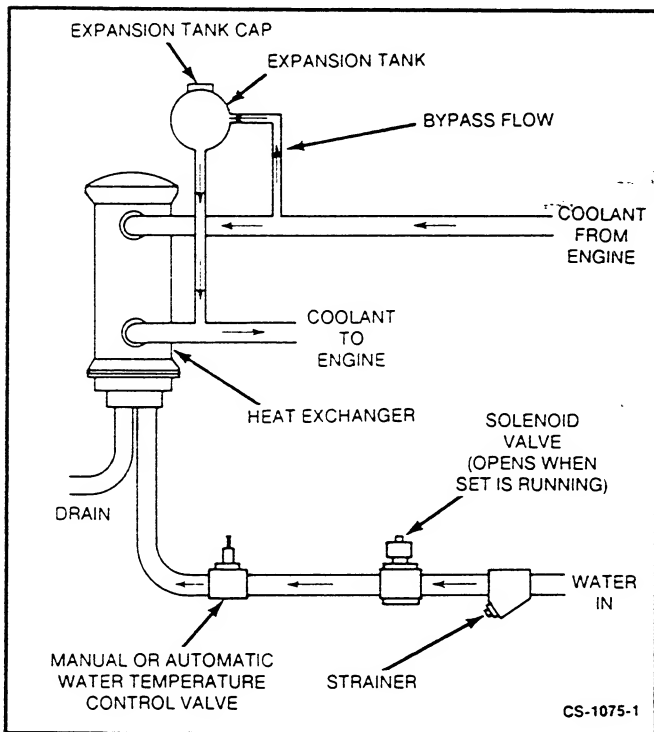 EXPANSION TANK CAP
EXPANSION TANK
BYPASS FLOW
COOLANT
FROM
ENGINE
COOLANT
TO
ENGINE
HEAT EXCHANGER
SOLENOID
VALVE
(OPENS WHEN
SET IS RUNNING)
DRAIN
WATER
IN
MANUAL OR AUTOMATIC
WATER TEMPERATURE
CONTROL VALVE
STRAINER
CS-1075-1